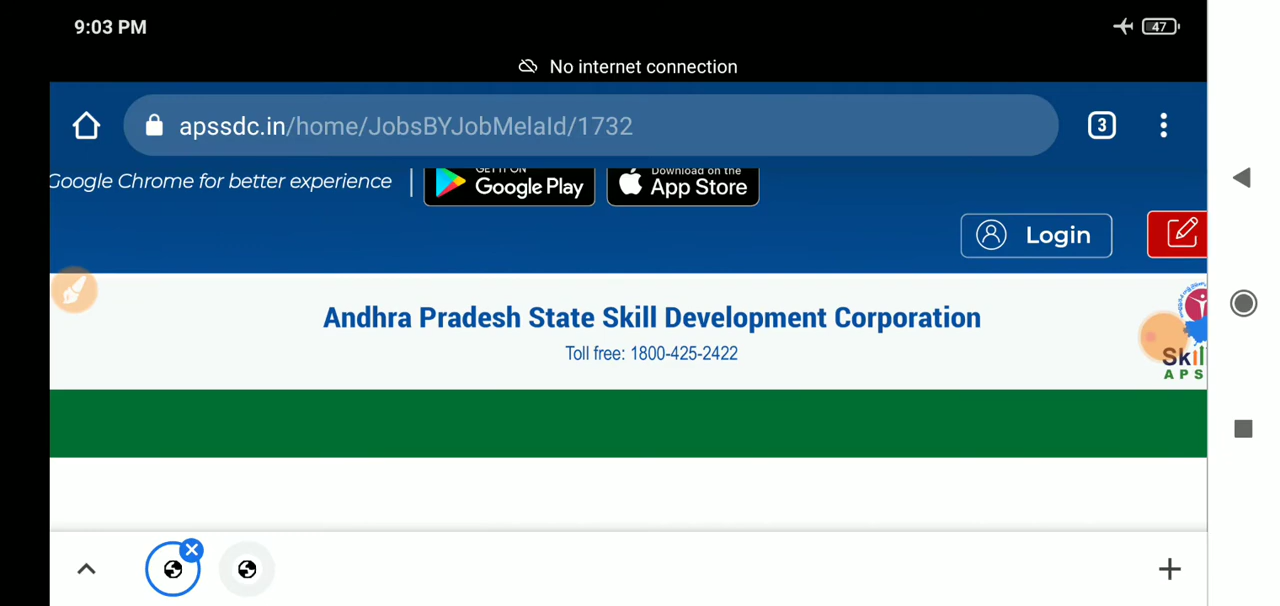 9:03 PM
47
No internet connection
apssdc.in/home/JobsBYJobMelaId/1732
3
Google Chrome for better experience
GET IT ON
Google Play
Download on the
App Store
Login
Andhra Pradesh State Skill Development Corporation
Toll free: 1800-425-2422
Skil
A P S